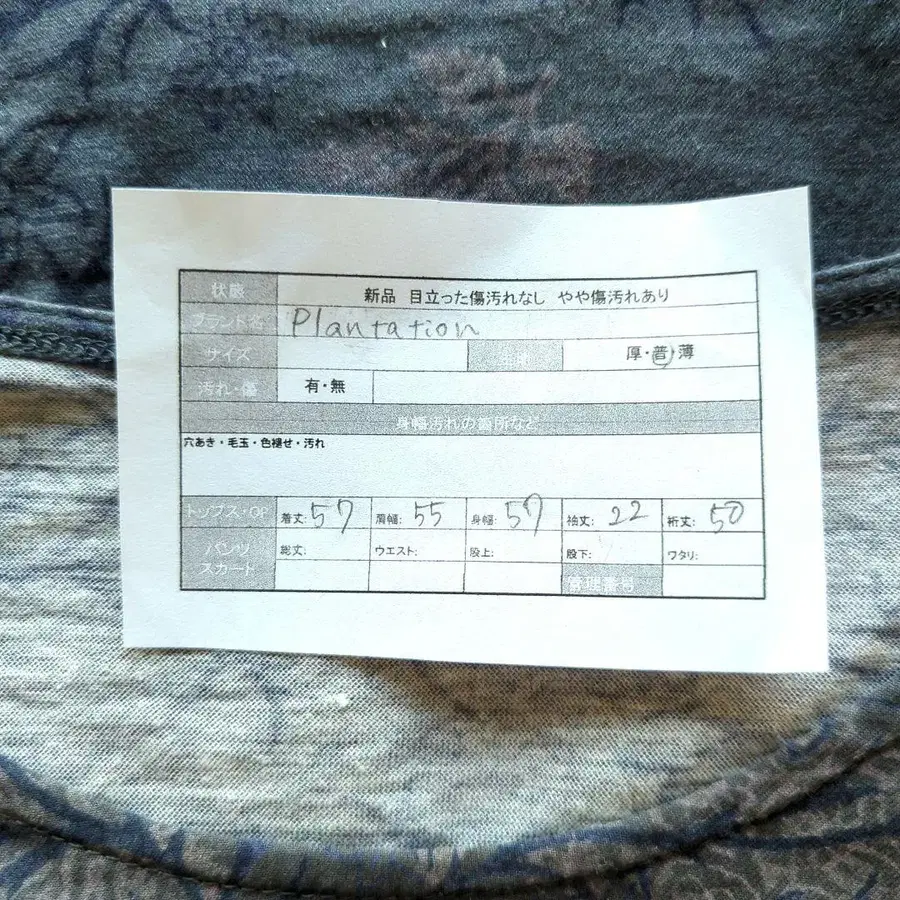 状態 新品 目立った傷汚れなし やや傷汚れあり
ブランド名 Plantation
サイズ 厚・普・薄
汚れ・傷 有・無
身幅汚れの箇所など
穴あき・毛玉・色褪せ・汚れ
トップス・OP 着丈:57 肩幅:55 身幅:57 袖丈:22 裄丈:50
パンツ スカート 総丈: ウエスト: 股上: 股下: ワタリ:
管理番号